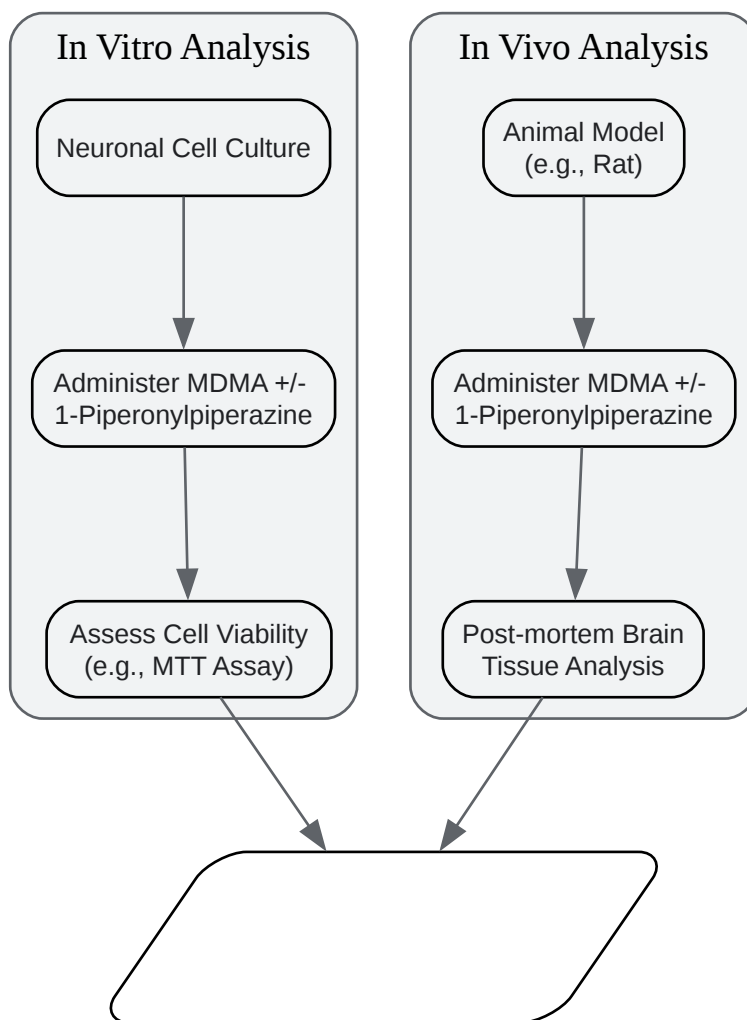 In Vitro Analysis
Neuronal Cell Culture
Administer MDMA +/-
1-Piperonylpiperazine
Assess Cell Viability
(e.g., MTT Assay)
In Vivo Analysis
Animal Model
(e.g., Rat)
Administer MDMA +/-
1-Piperonylpiperazine
Post-mortem Brain
Tissue Analysis